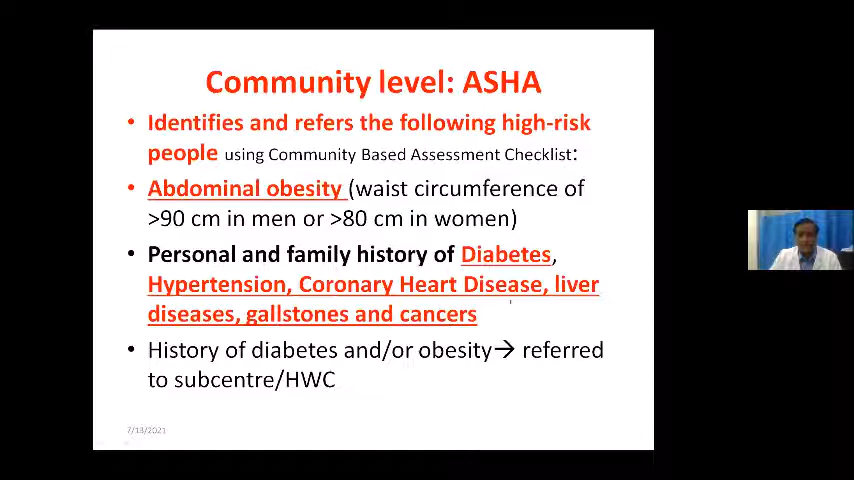 Community level: ASHA
• Identifies and refers the following high-risk
people using Community Based Assessment Checklist:
• Abdominal obesity (waist circumference of
>90 cm in men or >80 cm in women)
• Personal and family history of Diabetes,
Hypertension, Coronary Heart Disease, liver
diseases, gallstones and cancers
• History of diabetes and/or obesity→ referred
to subcentre/HWC
7/13/2021